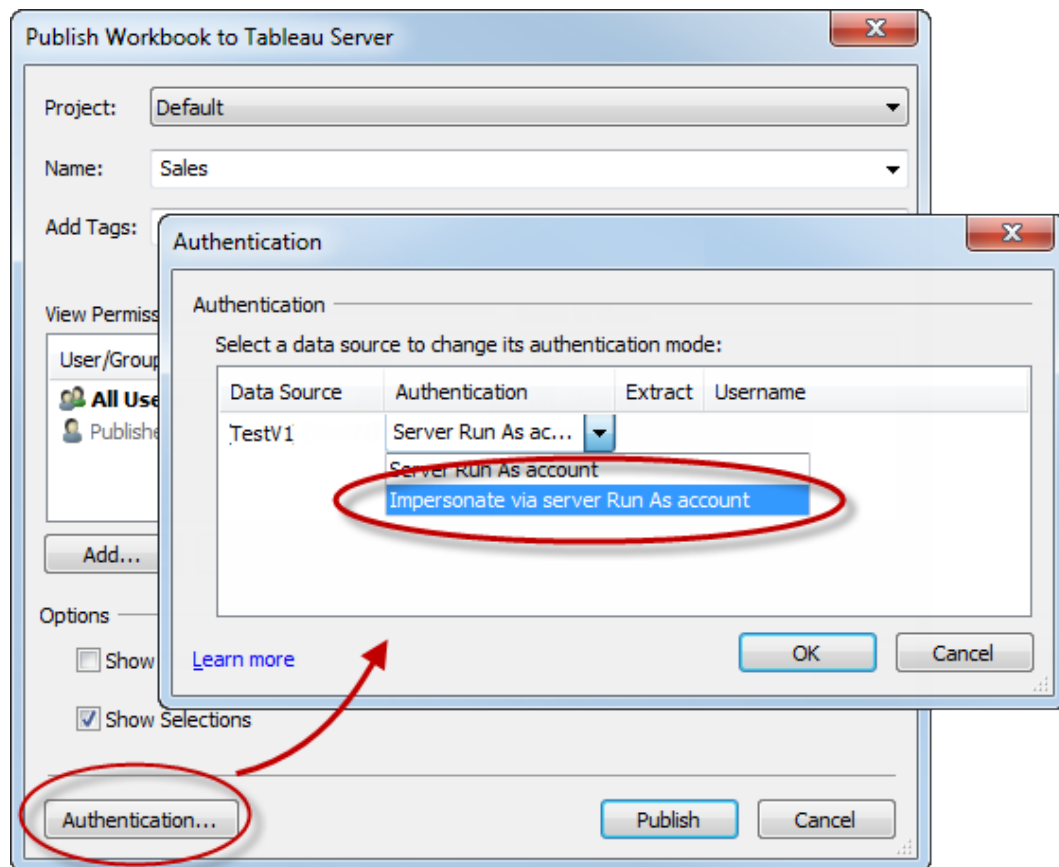 Publish Workbook to Tableau Server
Project: Default
Name: Sales
Add Tags:
View Permiss
User/Group
All Use
Publishe
Add...
Options
Show
Show Selections
Authentication...
Publish
Cancel
Authentication
Authentication
Select a data source to change its authentication mode:
Data Source Authentication Extract Username
TestV1 Server Run As ac...
Server Run As account
Impersonate via server Run As account
Learn more
OK
Cancel